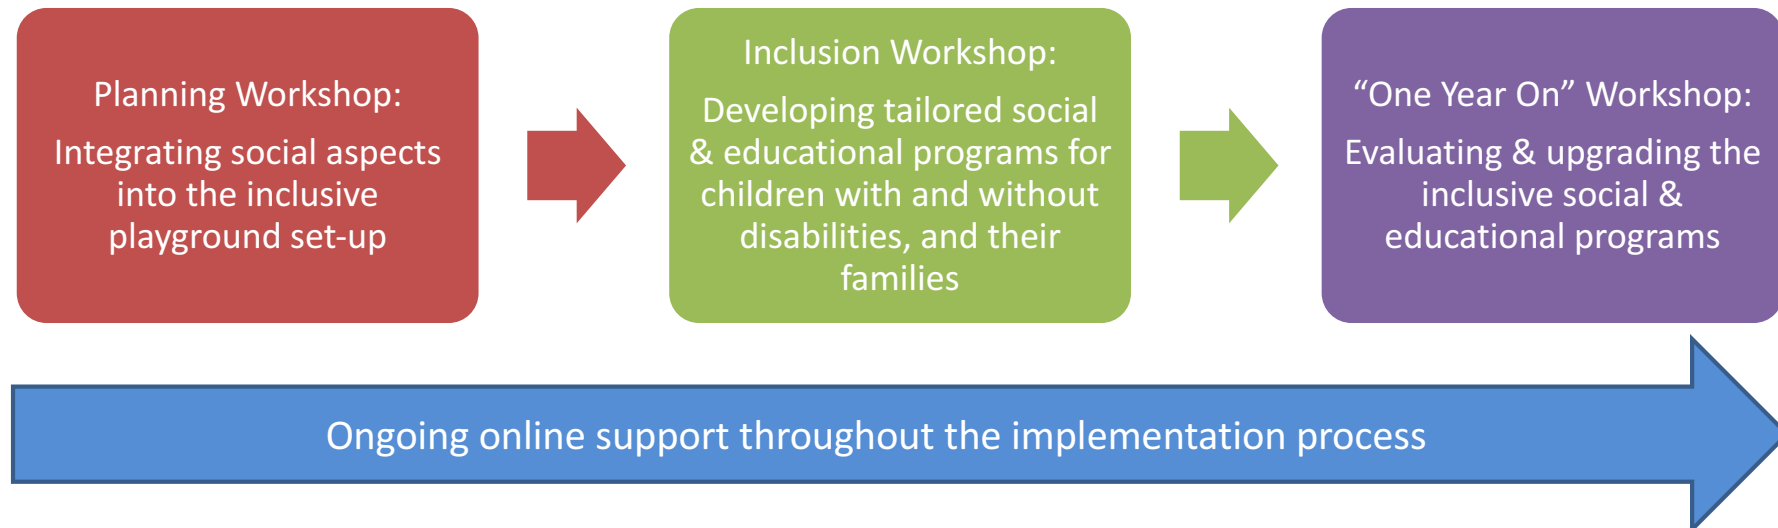 Planning Workshop:
Integrating social aspects
into the inclusive
playground set-up
Inclusion Workshop:
Developing tailored social
& educational programs for
children with and without
disabilities, and their
families
“One Year On” Workshop:
Evaluating & upgrading the
inclusive social &
educational programs
Ongoing online support throughout the implementation process